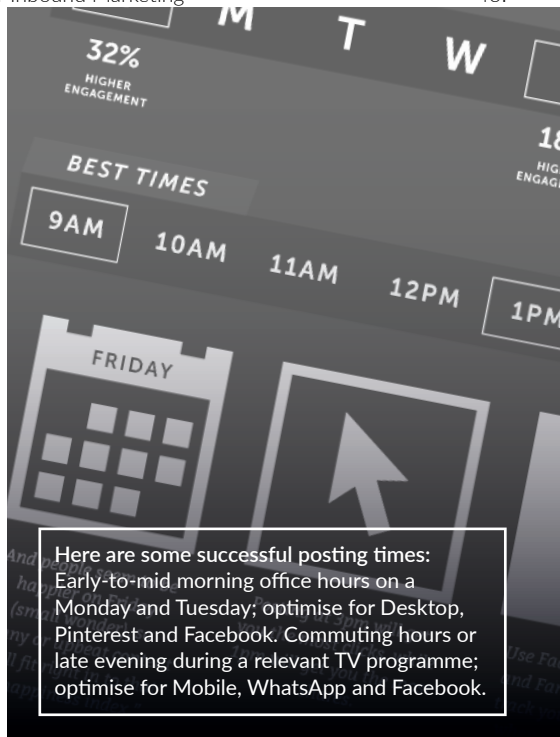 Inbound Marketing
M T W
32%
HIGHER
ENGAGEMENT
BEST TIMES
9AM 10AM 11AM 12PM 1PM
FRIDAY
Here are some successful posting times:
Early-to-mid morning office hours on a
Monday and Tuesday; optimise for Desktop,
Pinterest and Facebook. Commuting hours or
late evening during a relevant TV programme;
optimise for Mobile, WhatsApp and Facebook.